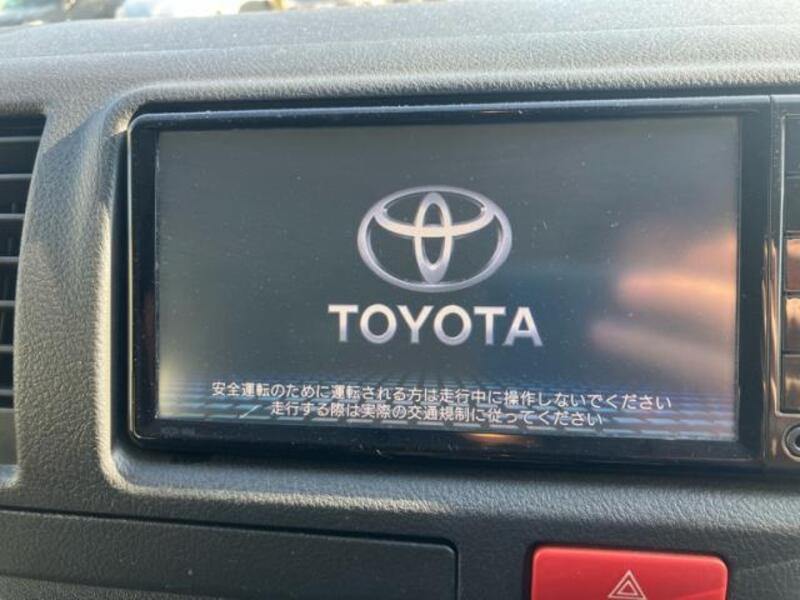 TOYOTA
安全運転のために運転される方は走行中に操作しないでください
走行する際は実際の交通規制に従ってください